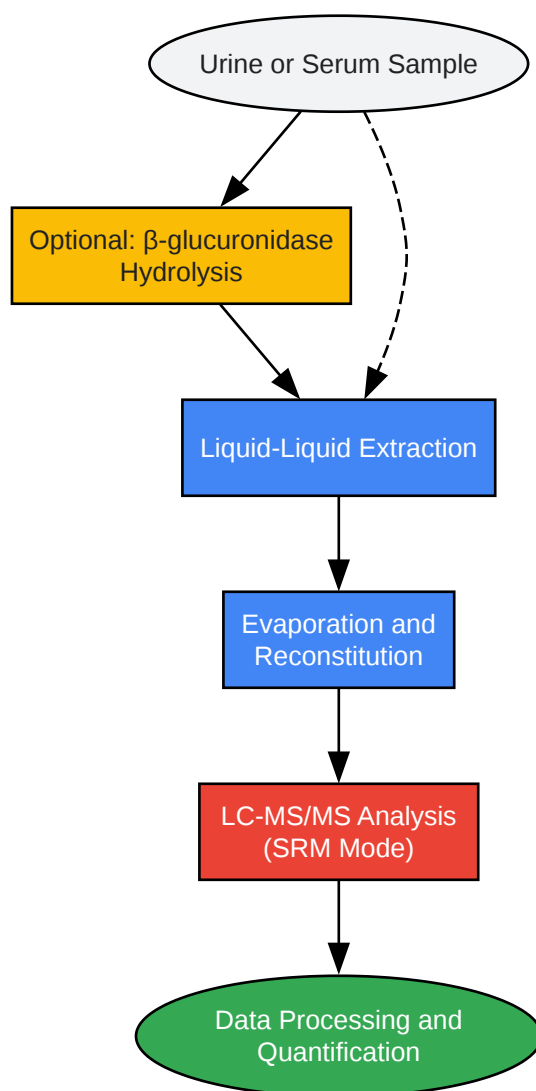 Urine or Serum Sample
Optional: β-glucuronidase
Hydrolysis
Liquid-Liquid Extraction
Evaporation and
Reconstitution
LC-MS/MS Analysis
(SRM Mode)
Data Processing and
Quantification